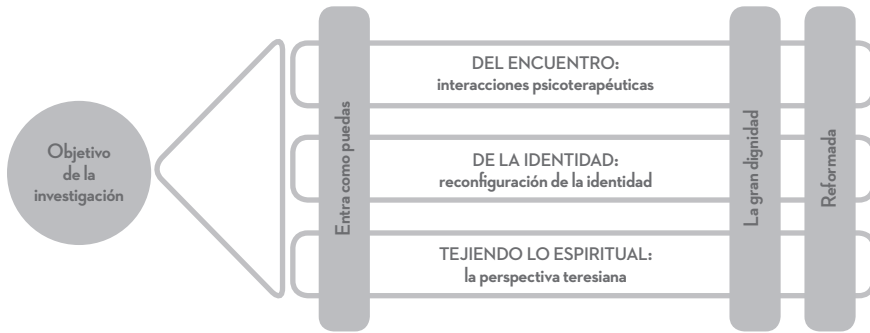 Objetivo
de la
investigación
Entra como puedas
DEL ENCUENTRO:
interacciones psicoterapéuticas
DE LA IDENTIDAD:
reconfiguración de la identidad
TEJIENDO LO ESPIRITUAL:
la perspectiva teresiana
La gran dignidad
Reformada